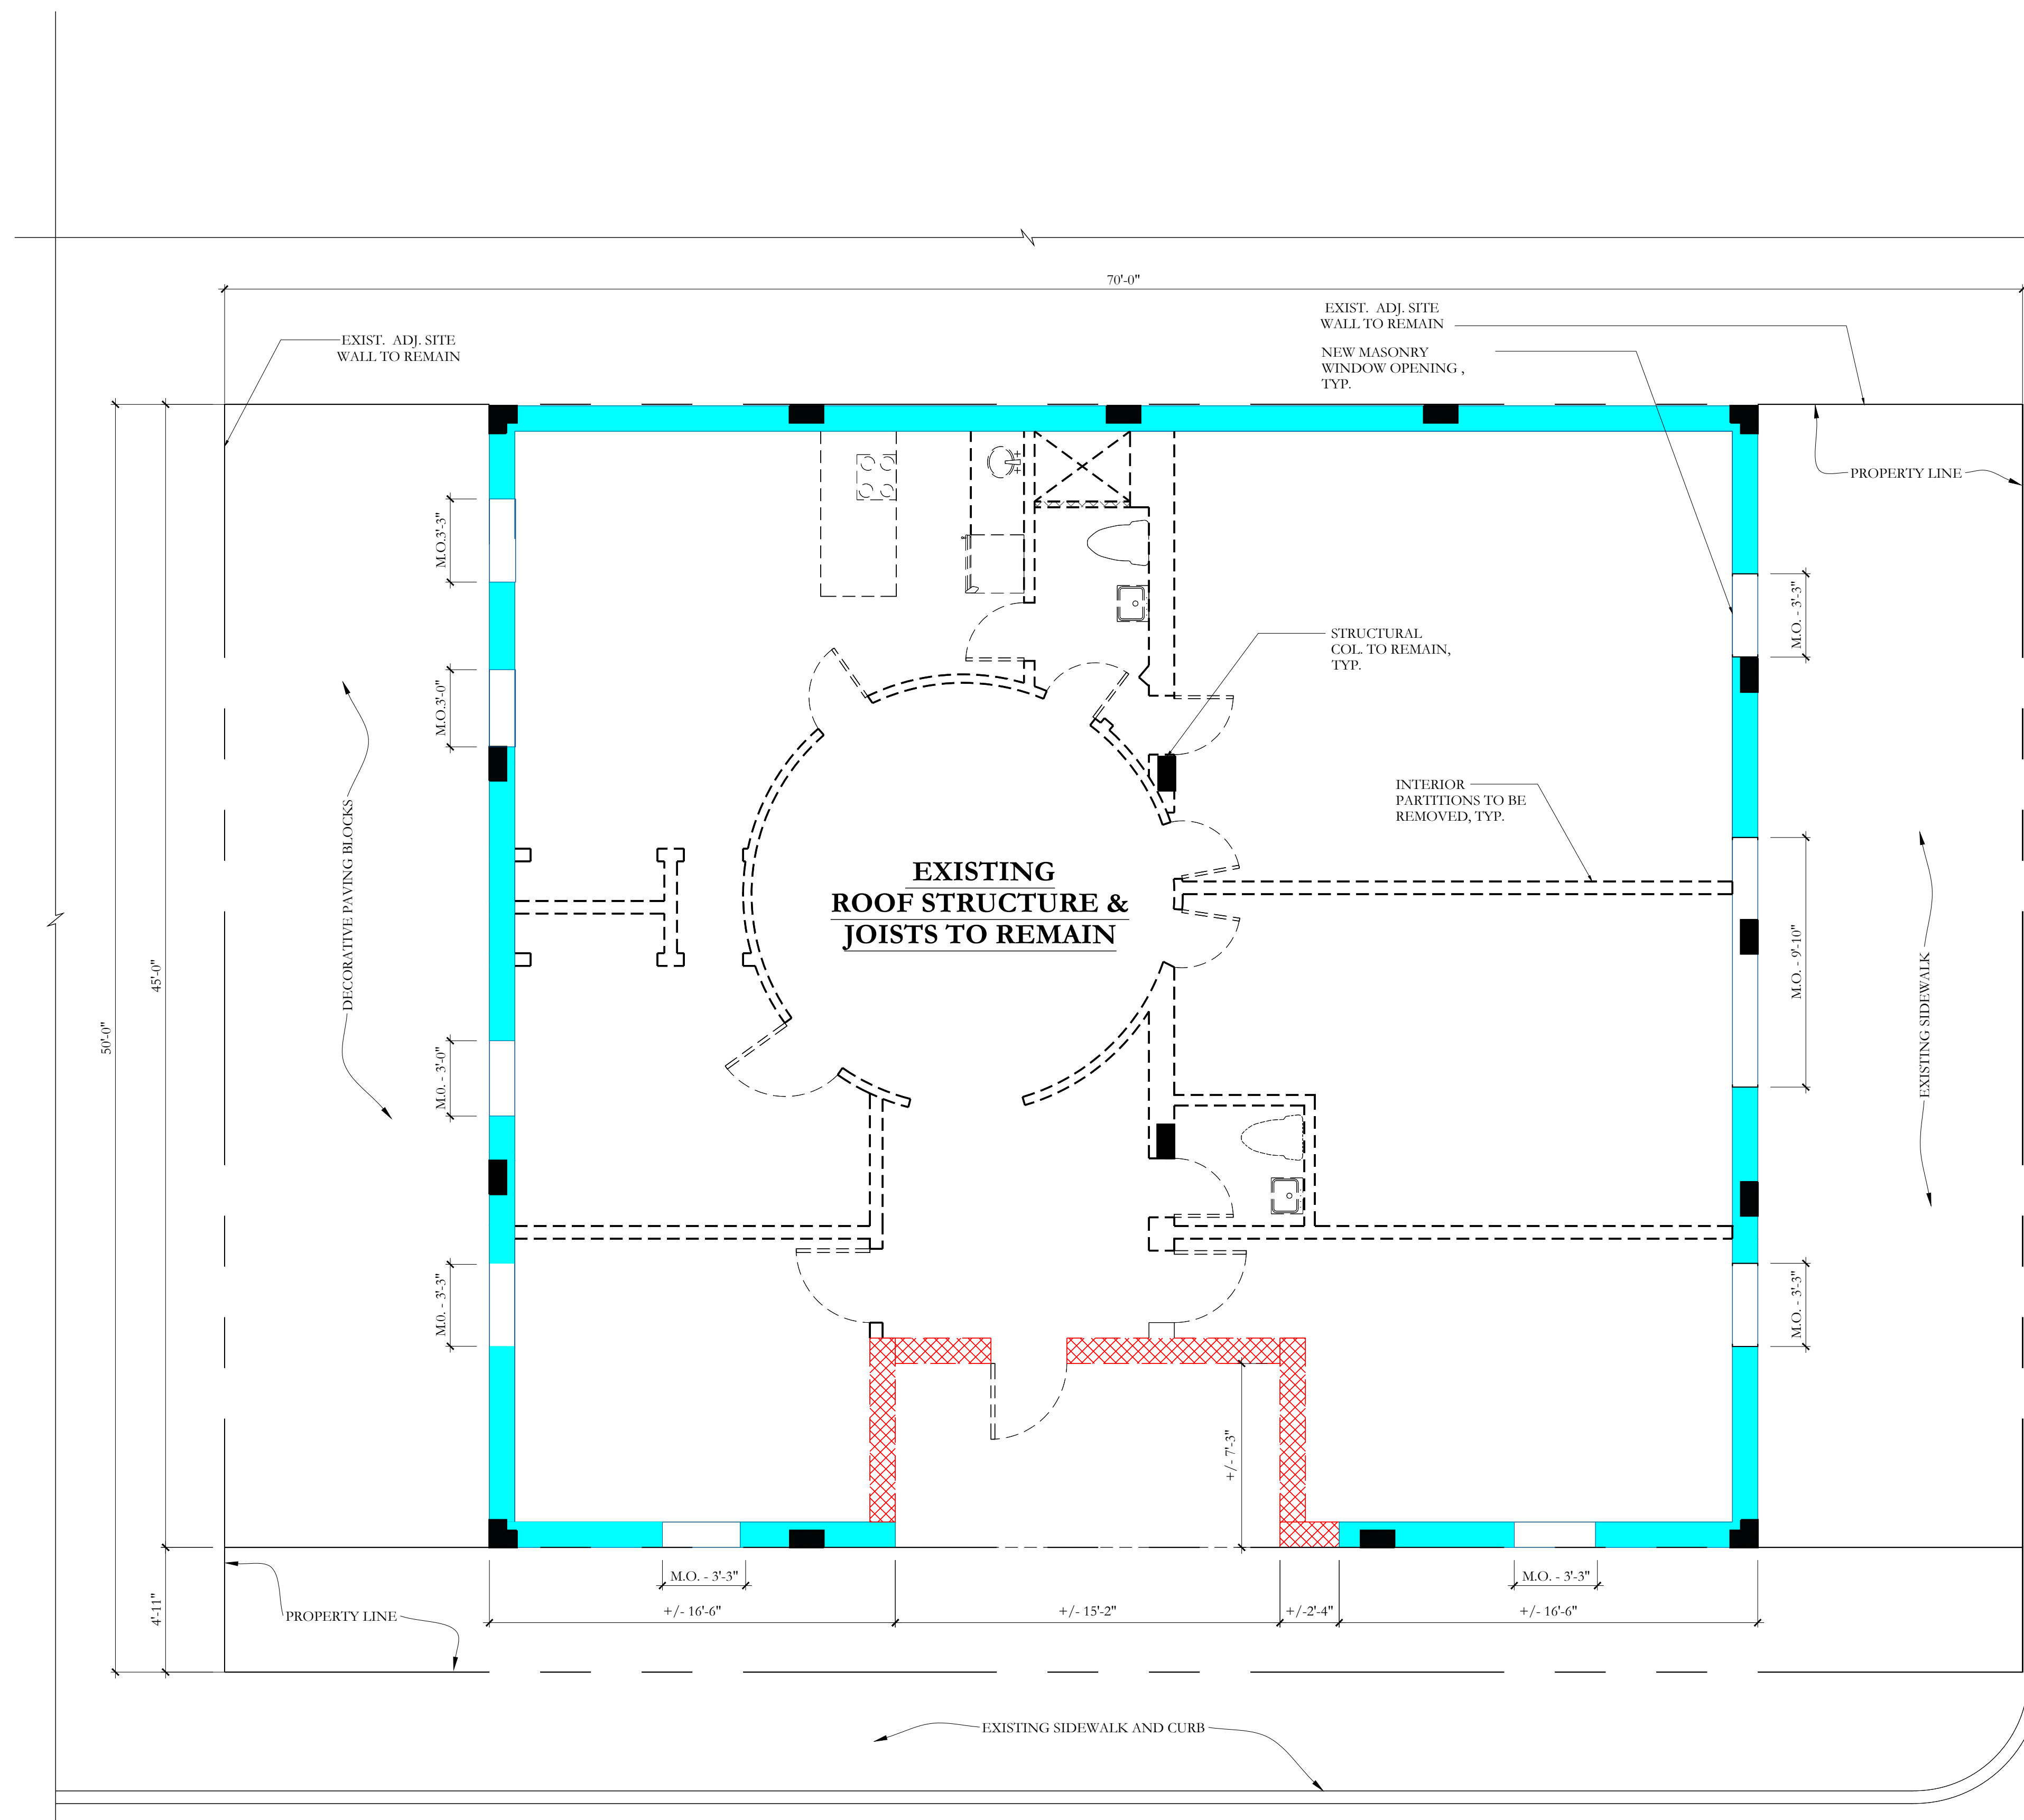 70'-0"
EXIST. ADJ. SITE
WALL TO REMAIN
NEW MASONRY
WINDOW OPENING ,
TYP.
EXIST. ADJ. SITE
WALL TO REMAIN
PROPERTY LINE
M.O.3'-3"
M.O. - 3'-3"
STRUCTURAL
COL. TO REMAIN,
TYP.
M.O.3'-0"
INTERIOR
PARTITIONS TO BE
REMOVED, TYP.
DECORATIVE PAVING BLOCKS
EXISTING
ROOF STRUCTURE &
JOISTS TO REMAIN
M.O. - 9'-10"
45'-0"
50'-0"
EXISTING SIDEWALK
M.0. - 3'-0"
M.0. - 3'-3"
M.O. - 3'-3"
+/- 7'-3"
M.O. - 3'-3"
M.O. - 3'-3"
4'-11"
PROPERTY LINE
+/- 16'-6"
+/- 15'-2"
+/-2'-4"
+/- 16'-6"
EXISTING SIDEWALK AND CURB